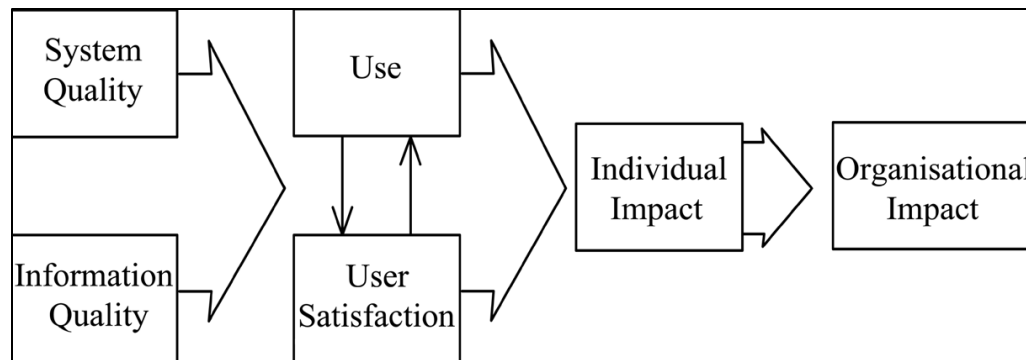 System
Quality
Information
Quality
Use
User
Satisfaction
Individual
Impact
Organisational
Impact